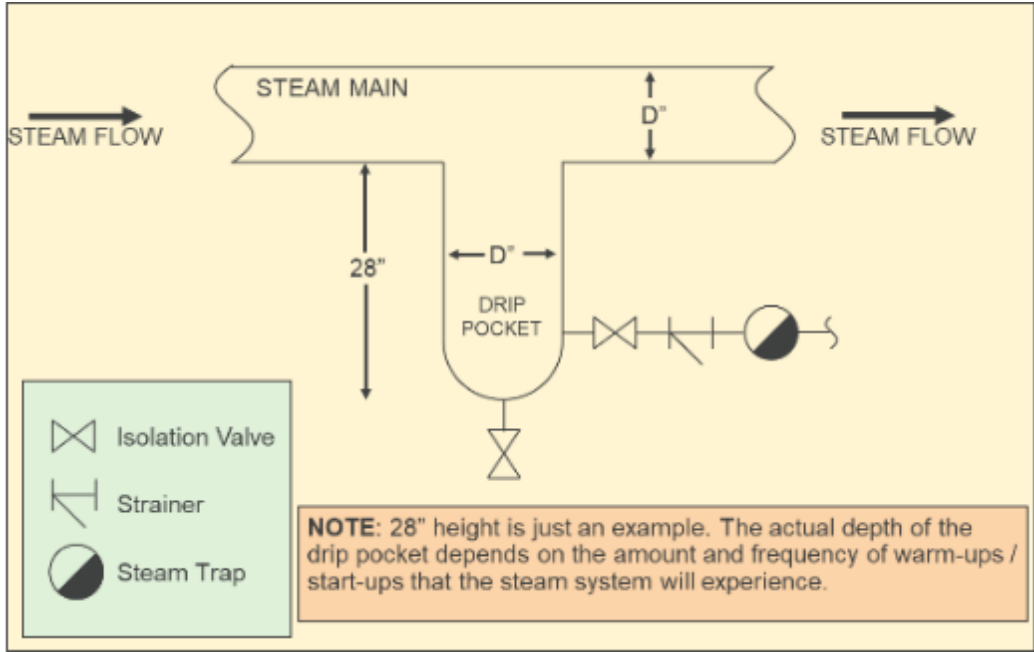 STEAM MAIN
D”
STEAM FLOW
STEAM FLOW
28”
D”
DRIP
POCKET
Isolation Valve
Strainer
Steam Trap
NOTE: 28” height is just an example. The actual depth of the
drip pocket depends on the amount and frequency of warm-ups /
start-ups that the steam system will experience.